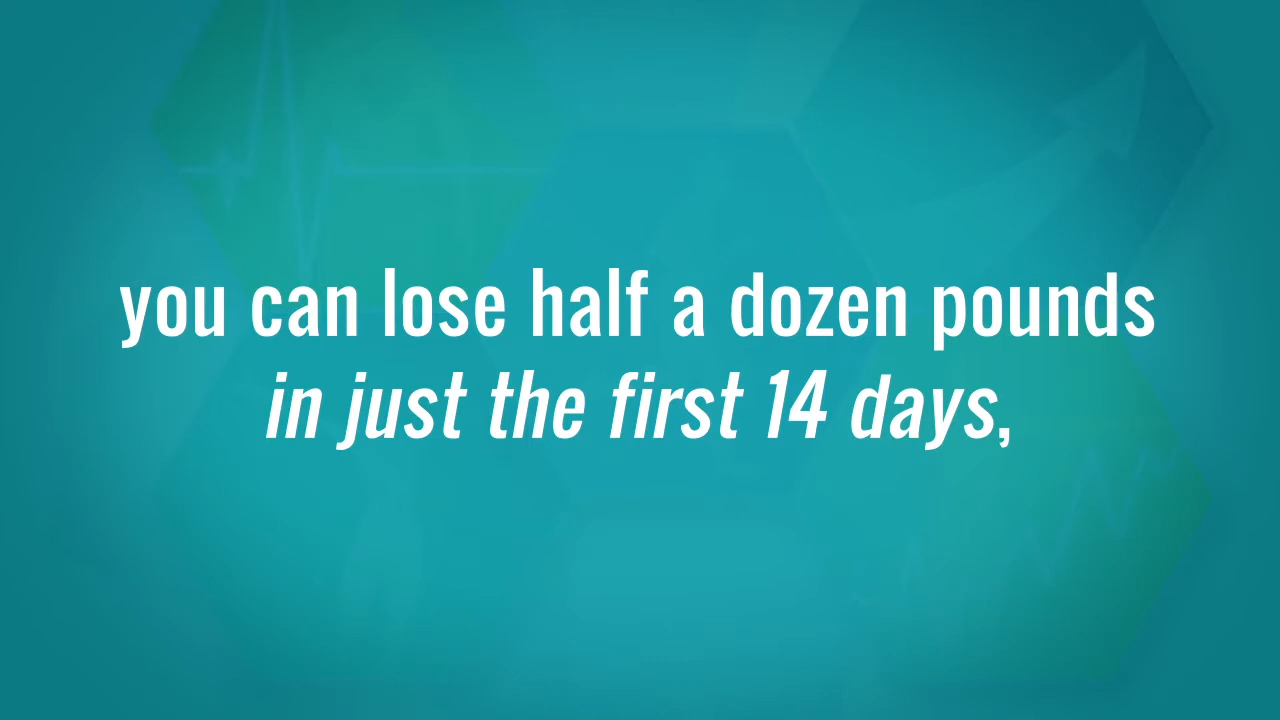 you can lose half a dozen pounds
in just the first 14 days,